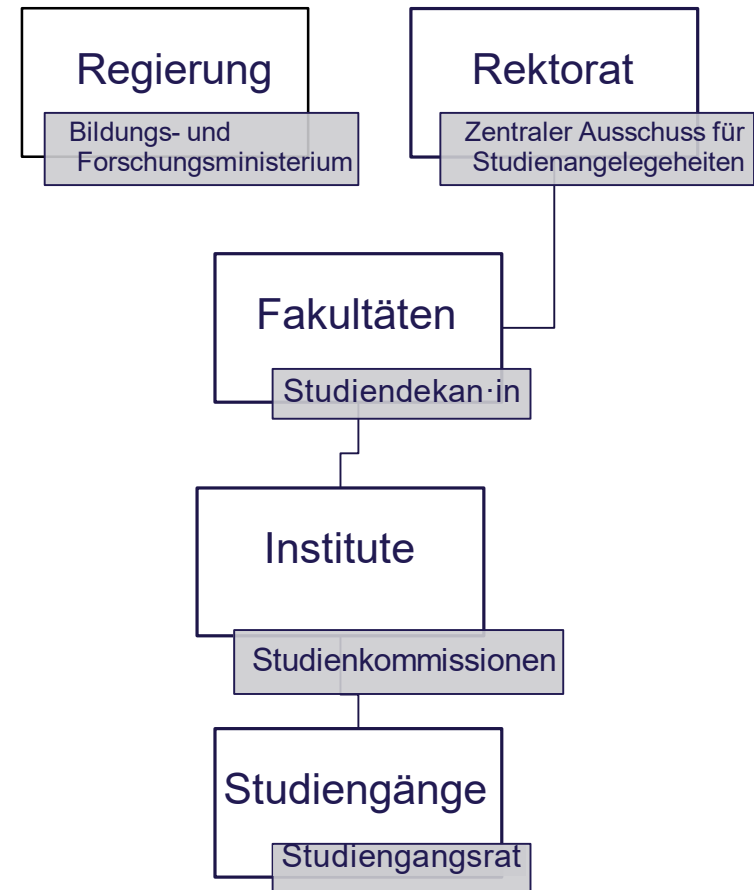 Regierung
Bildungs- und
Forschungsministerium
Rektorat
Zentraler Ausschuss für
Studienangelegeheiten
Fakultäten
Studiendekan·in
Institute
Studienkommissionen
Studiengänge
Studiengangsrat